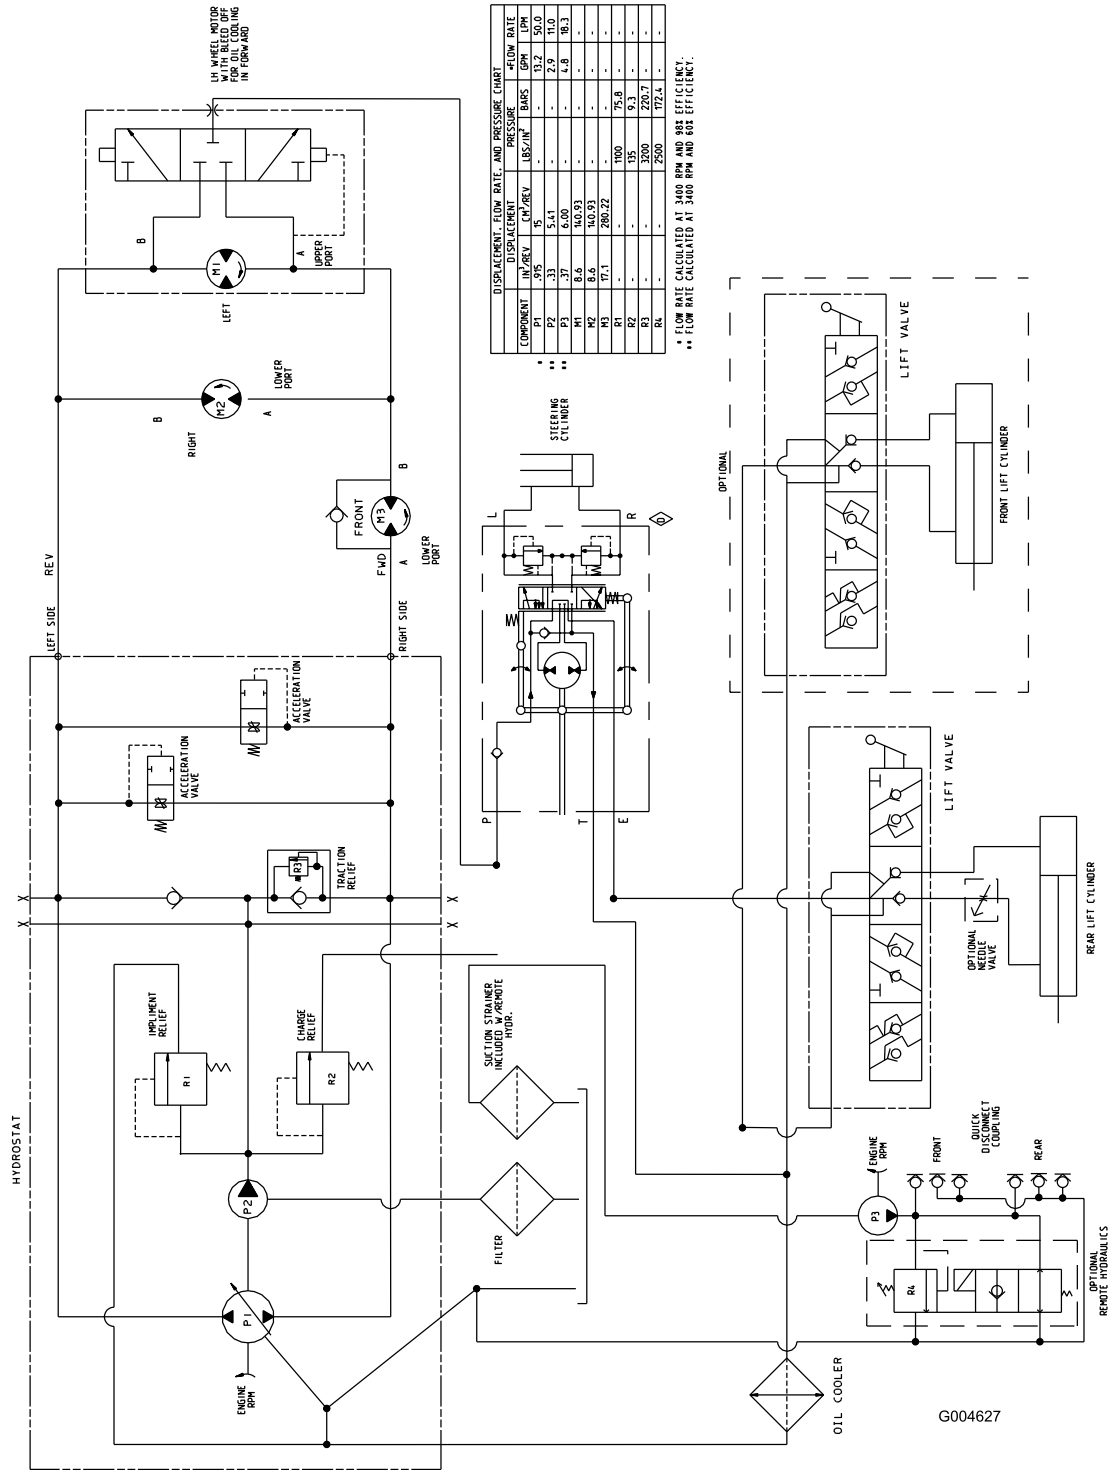 HYDROSTAT
ENGINE
RPM
P1
P2
IMPLIMENT
RELIEF
R1
CHARGE
RELIEF
R2
TRACTION
RELIEF
R3
X
X
X
X
ACCELERATION
VALVE
ACCELERATION
VALVE
LEFT SIDE
REV
RIGHT SIDE
FWD
FRONT
M3
A
LOWER
PORT
B
RIGHT
M2
B
A
LOWER
PORT
LEFT
M1
B
A
UPPER
PORT
LH WHEEL MOTOR
WITH BLEED OFF
FOR OIL COOLING
IN FORWARD
FILTER
SUCTION STRAINER
INCLUDED W/REMOTE
HYDR.
P
T
E
L
R
D
STEERING
CYLINDER
DISPLACEMENT, FLOW RATE, AND PRESSURE CHART
DISPLACEMENT PRESSURE *FLOW RATE
COMPONENT IN³/REV CM³/REV LBS/IN² BARS GPM LPM
* P1 .915 15 - - 13.2 50.0
** P2 .33 5.41 - - 2.9 11.0
** P3 .37 6.00 - - 4.8 18.3
M1 8.6 140.93 - - - -
M2 8.6 140.93 - - - -
M3 17.1 280.22 - - - -
R1 - - 1100 75.8 - -
R2 - - 135 9.3 - -
R3 - - 3200 220.7 - -
R4 - - 2500 172.4 - -
* FLOW RATE CALCULATED AT 3400 RPM AND 98% EFFICIENCY.
** FLOW RATE CALCULATED AT 3400 RPM AND 60% EFFICIENCY.
OPTIONAL
LIFT VALVE
FRONT LIFT CYLINDER
LIFT VALVE
OPTIONAL
NEEDLE
VALVE
REAR LIFT CYLINDER
ENGINE
RPM
P3
FRONT
QUICK
DISCONNECT
COUPLING
REAR
R4
OPTIONAL
REMOTE HYDRAULICS
OIL COOLER
G004627